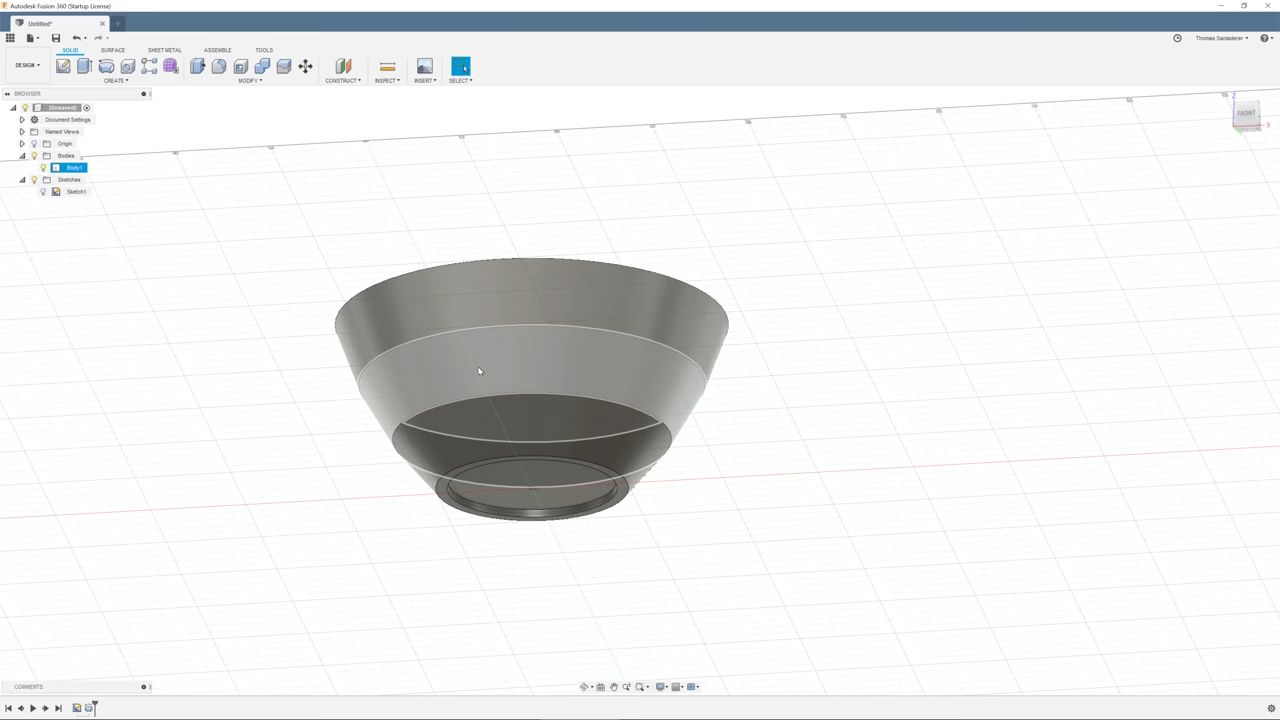 Autodesk Fusion 360 (Startup License)
Untitled*
Thomas Sanladerer
SOLID SURFACE SHEET METAL ASSEMBLY TOOLS
DESIGN
CREATE MODIFY CONSTRUCT INSPECT INSERT SELECT
BROWSER
(Unsaved)
Document Settings
Named Views
Origin
Bodies
Body1
Sketches
Sketch1
Z
FRONT
X
COMMENTS